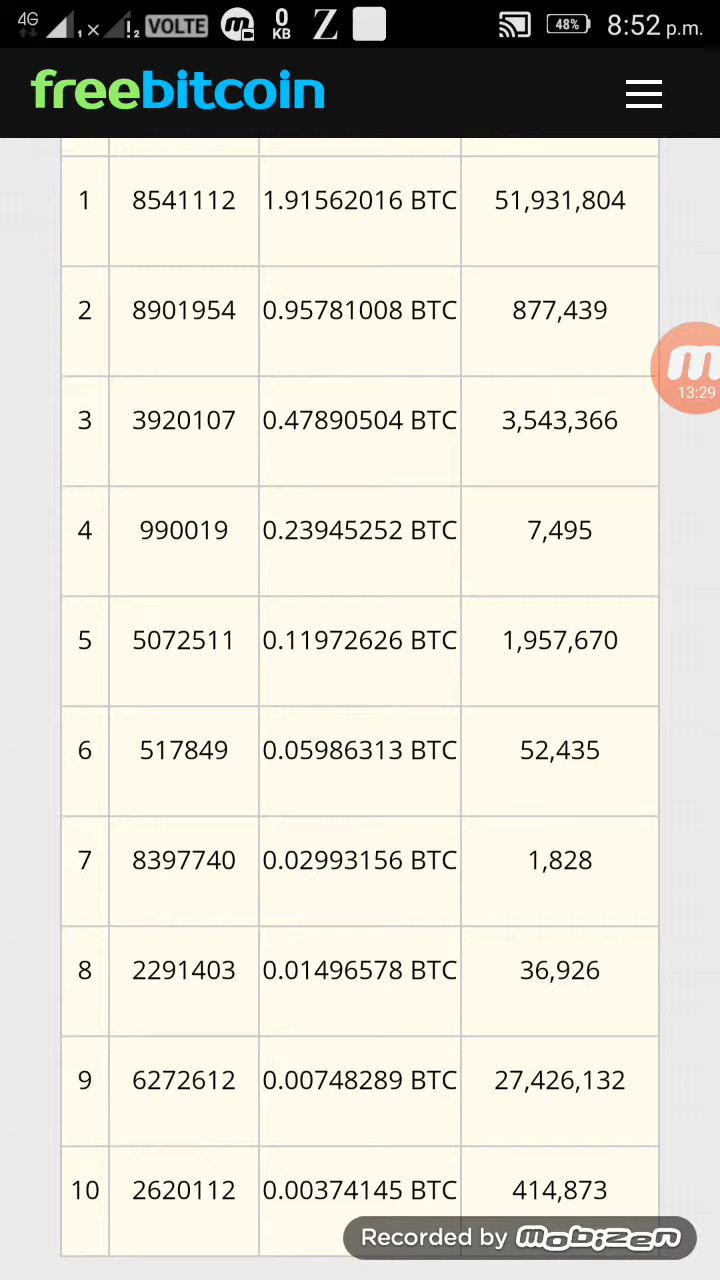 4G 1 x ! 2 VOLTE m 0 KB Z 48% 8:52 p.m.
freebitcoin
1 8541112 1.91562016 BTC 51,931,804
2 8901954 0.95781008 BTC 877,439
3 3920107 0.47890504 BTC 3,543,366
m
13:29
4 990019 0.23945252 BTC 7,495
5 5072511 0.11972626 BTC 1,957,670
6 517849 0.05986313 BTC 52,435
7 8397740 0.02993156 BTC 1,828
8 2291403 0.01496578 BTC 36,926
9 6272612 0.00748289 BTC 27,426,132
10 2620112 0.00374145 BTC 414,873
Recorded by mobizen